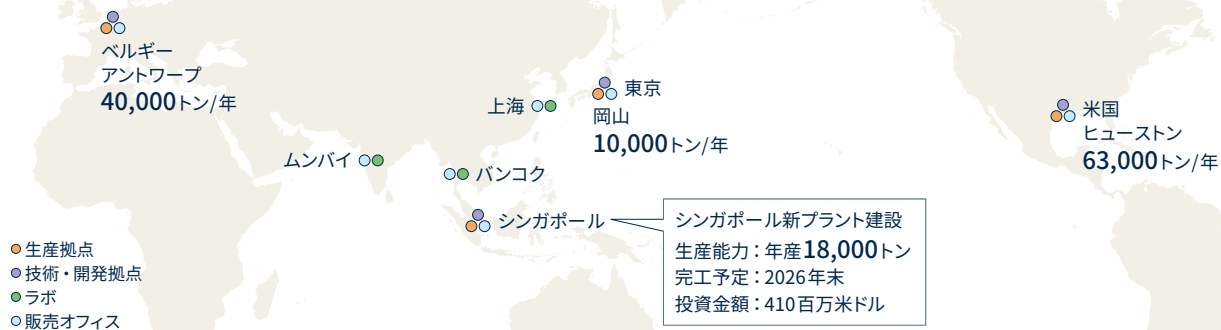 ベルギー
アントワープ
40,000トン/年
上海
東京
岡山
10,000トン/年
米国
ヒューストン
63,000トン/年
ムンバイ
バンコク
シンガポール
シンガポール新プラント建設
生産能力：年産18,000トン
完工予定：2026年末
投資金額：410百万米ドル
生産拠点
技術・開発拠点
ラボ
販売オフィス